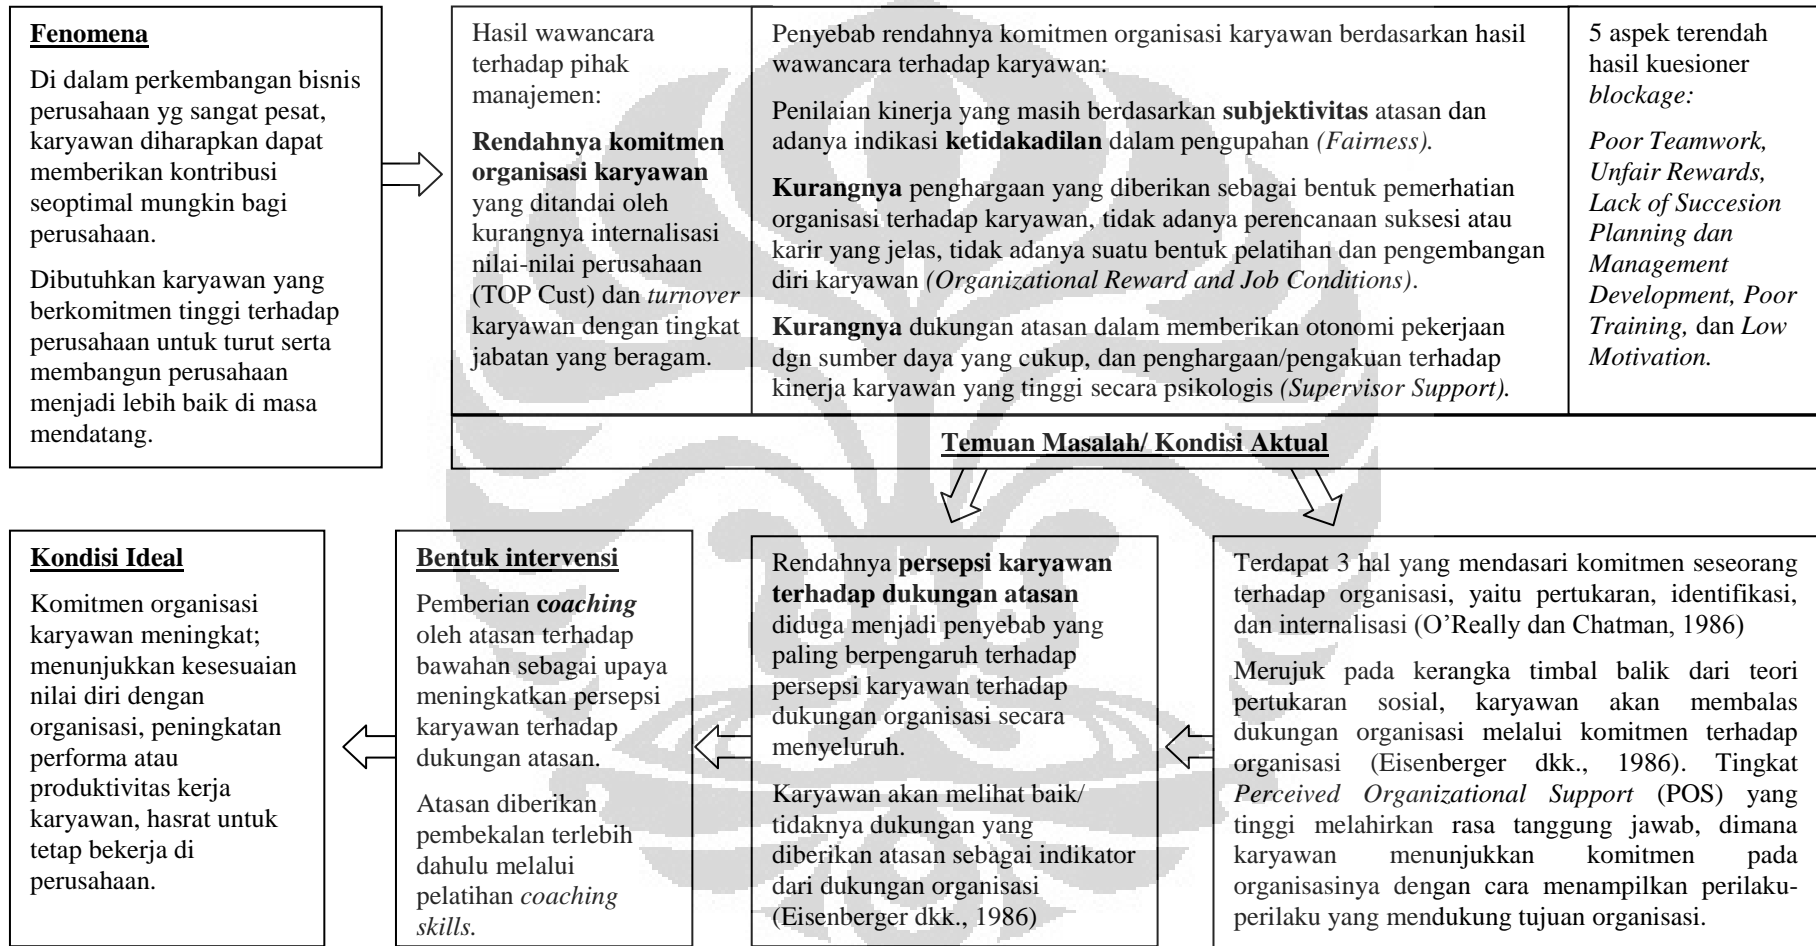 Fenomena
Di dalam perkembangan bisnis
perusahaan yg sangat pesat,
karyawan diharapkan dapat
memberikan kontribusi
seoptimal mungkin bagi
perusahaan.
Dibutuhkan karyawan yang
berkomitmen tinggi terhadap
perusahaan untuk turut serta
membangun perusahaan
menjadi lebih baik di masa
mendatang.
Hasil wawancara
terhadap pihak
manajemen:
Rendahnya komitmen
organisasi karyawan
yang ditandai oleh
kurangnya internalisasi
nilai-nilai perusahaan
(TOP Cust) dan turnover
karyawan dengan tingkat
jabatan yang beragam.
Penyebab rendahnya komitmen organisasi karyawan berdasarkan hasil
wawancara terhadap karyawan:
Penilaian kinerja yang masih berdasarkan subjektivitas atasan dan
adanya indikasi ketidakadilan dalam pengupahan (Fairness).
Kurangnya penghargaan yang diberikan sebagai bentuk pemerhatian
organisasi terhadap karyawan, tidak adanya perencanaan suksesi atau
karir yang jelas, tidak adanya suatu bentuk pelatihan dan pengembangan
diri karyawan (Organizational Reward and Job Conditions).
Kurangnya dukungan atasan dalam memberikan otonomi pekerjaan
dgn sumber daya yang cukup, dan penghargaan/pengakuan terhadap
kinerja karyawan yang tinggi secara psikologis (Supervisor Support).
5 aspek terendah
hasil kuesioner
blockage:
Poor Teamwork,
Unfair Rewards,
Lack of Succesion
Planning dan
Management
Development, Poor
Training, dan Low
Motivation.
Temuan Masalah/ Kondisi Aktual
Terdapat 3 hal yang mendasari komitmen seseorang
terhadap organisasi, yaitu pertukaran, identifikasi,
dan internalisasi (O’Really dan Chatman, 1986)
Merujuk pada kerangka timbal balik dari teori
pertukaran sosial, karyawan akan membalas
dukungan organisasi melalui komitmen terhadap
organisasi (Eisenberger dkk., 1986). Tingkat
Perceived Organizational Support (POS) yang
tinggi melahirkan rasa tanggung jawab, dimana
karyawan menunjukkan komitmen pada
organisasinya dengan cara menampilkan perilaku-
perilaku yang mendukung tujuan organisasi.
Rendahnya persepsi karyawan
terhadap dukungan atasan
diduga menjadi penyebab yang
paling berpengaruh terhadap
persepsi karyawan terhadap
dukungan organisasi secara
menyeluruh.
Karyawan akan melihat baik/
tidaknya dukungan yang
diberikan atasan sebagai indikator
dari dukungan organisasi
(Eisenberger dkk., 1986)
Bentuk intervensi
Pemberian coaching
oleh atasan terhadap
bawahan sebagai upaya
meningkatkan persepsi
karyawan terhadap
dukungan atasan.
Atasan diberikan
pembekalan terlebih
dahulu melalui
pelatihan coaching
skills.
Kondisi Ideal
Komitmen organisasi
karyawan meningkat;
menunjukkan kesesuaian
nilai diri dengan
organisasi, peningkatan
performa atau
produktivitas kerja
karyawan, hasrat untuk
tetap bekerja di
perusahaan.